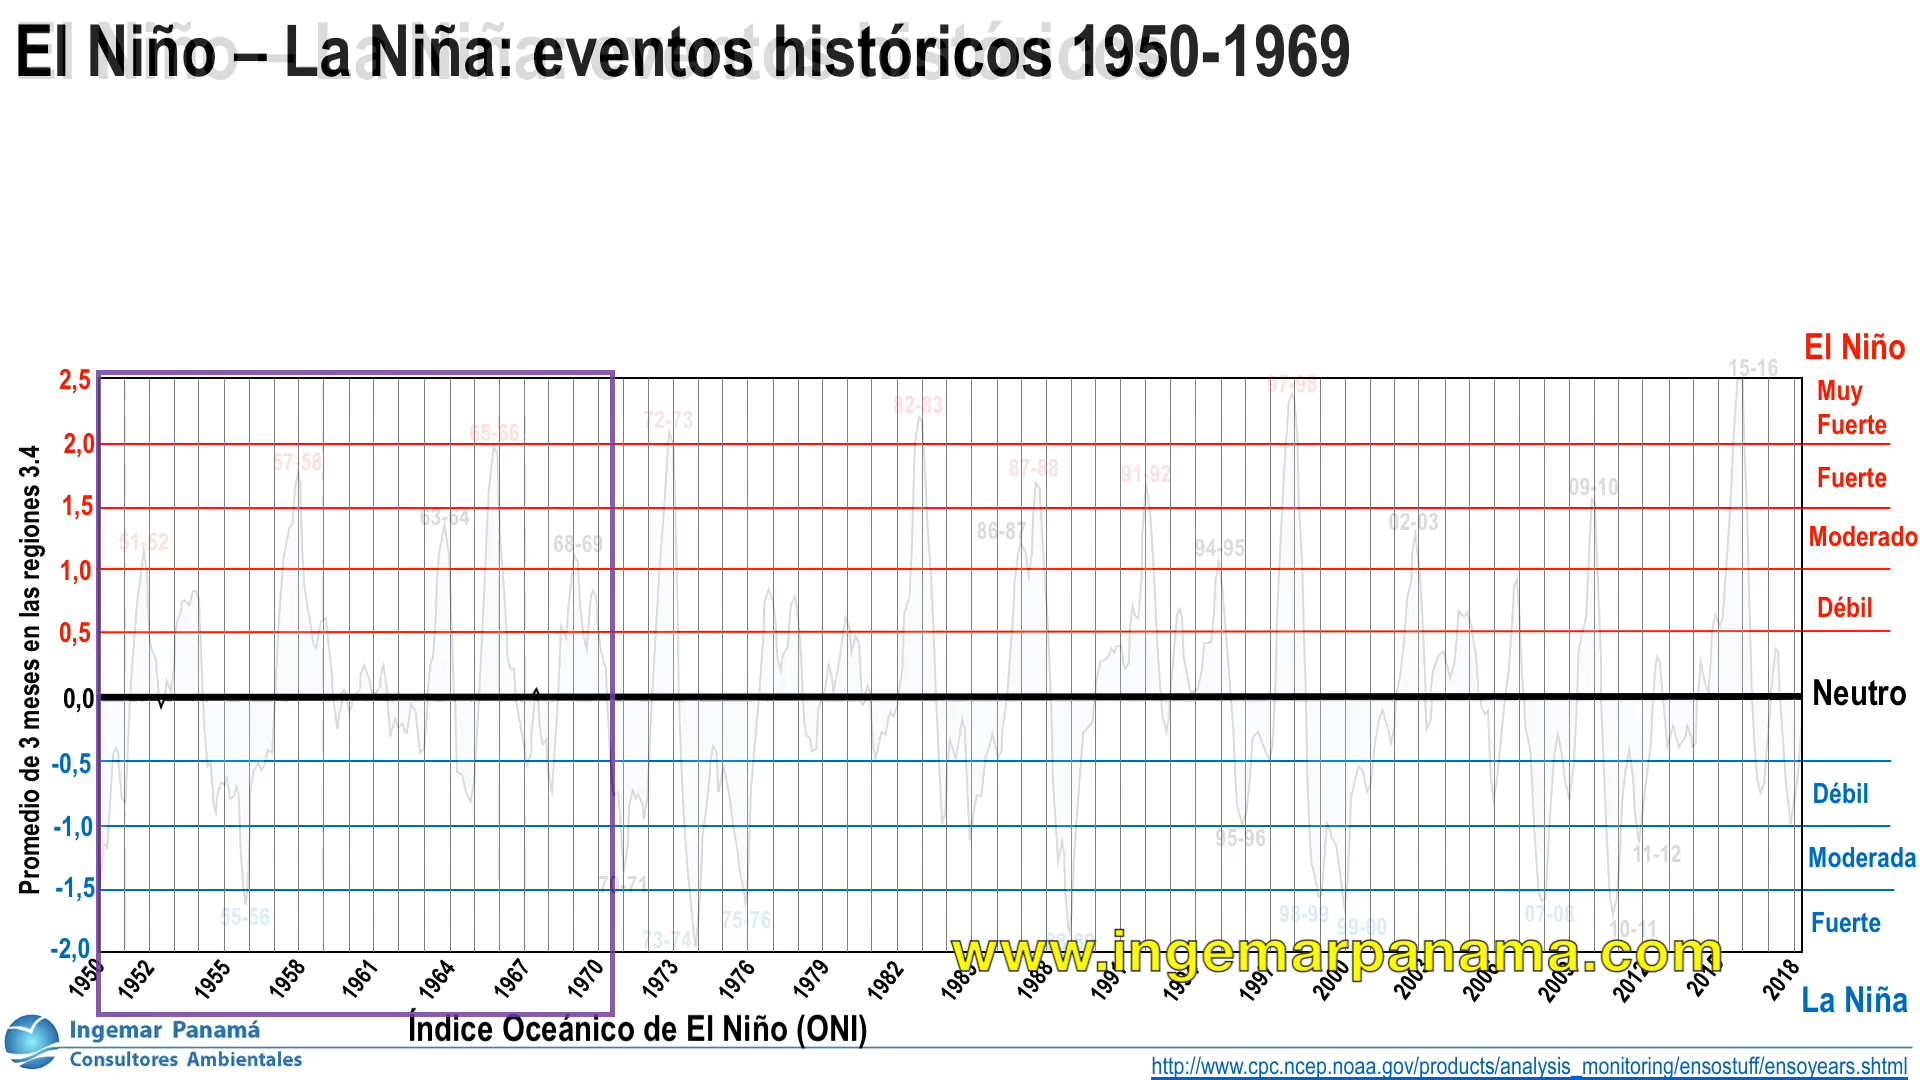 El Niño – La Niña: eventos históricos 1950-1969
El Niño
15-16
2,5
97-98
Muy
Fuerte
82-83
72-73
65-66
2,0
57-58
87-88
91-92
Fuerte
09-10
1,5
63-64
02-03
86-87
51-52
68-69
94-95
Moderado
1,0
Débil
0,5
0,0
Neutro
-0,5
Débil
-1,0
95-96
11-12
Moderada
-1,5
70-71
55-56
75-76
98-99
99-00
07-08
10-11
Fuerte
73-74
-2,0
Promedio de 3 meses en las regiones 3.4
www.ingemarpanama.com
1950 1952 1955 1958 1961 1964 1967 1970 1973 1976 1979 1982 1988 1997 2003 2012 2018
La Niña
Índice Oceánico de El Niño (ONI)
Ingemar Panamá
Consultores Ambientales
http://www.cpc.ncep.noaa.gov/products/analysis_monitoring/ensostuff/ensoyears.shtml